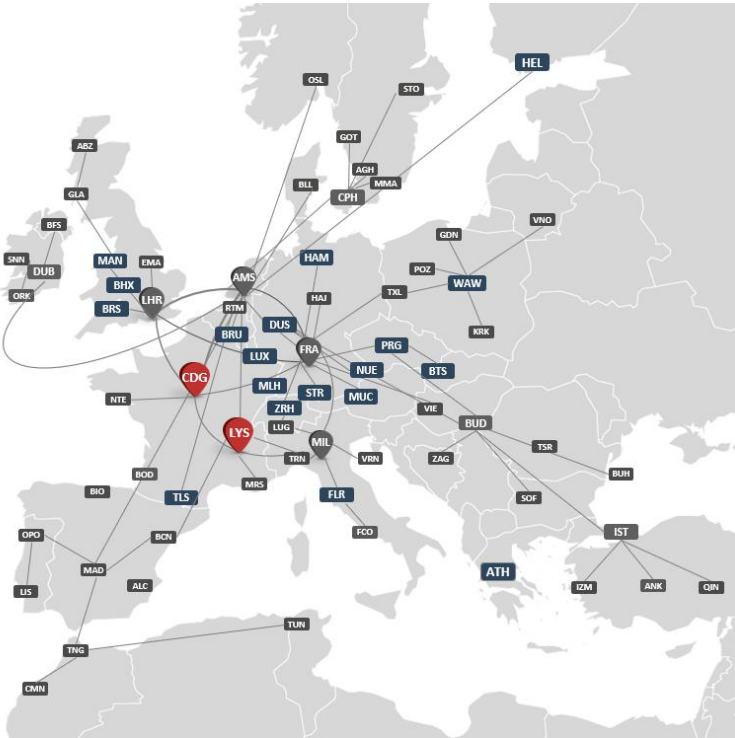 HEL
OSL
STO
GOT
ABZ
AGH
BLL
MMA
GLA
CPH
VNO
BFS
GDN
SNN
MAN
EMA
HAM
DUB
POZ
AMS
BHX
WAW
ORK
LHR
TXL
HAJ
BRS
RTM
DUS
KRK
BRU
PRG
FRA
LUX
NUE
BTS
CDG
MLH
STR
NTE
ZRH
MUC
VIE
BUD
LUG
LYS
MIL
TSR
TRN
VRN
ZAG
BOD
BUH
MRS
BIO
TLS
FLR
SOF
OPO
BCN
FCO
IST
MAD
ATH
LIS
ALC
IZM
ANK
QIN
TUN
TNG
CMN